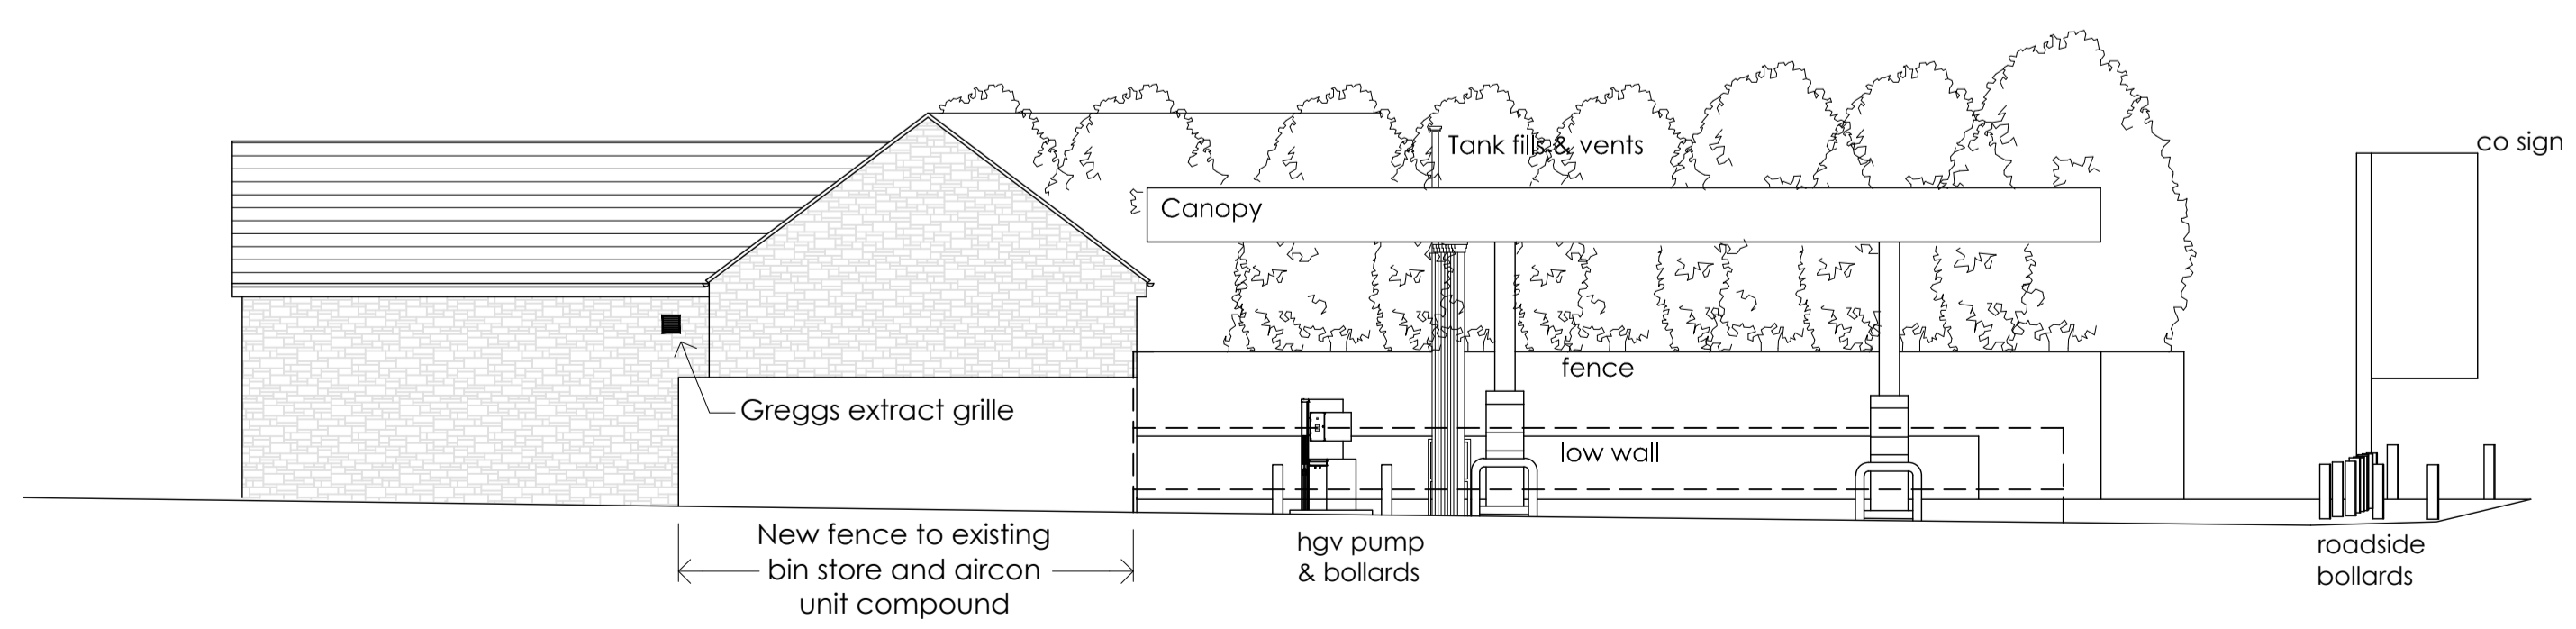 co sign
Tank fills & vents
Canopy
fence
Greggs extract grille
low wall
New fence to existing
bin store and aircon
unit compound
hgv pump
& bollards
roadside
bollards